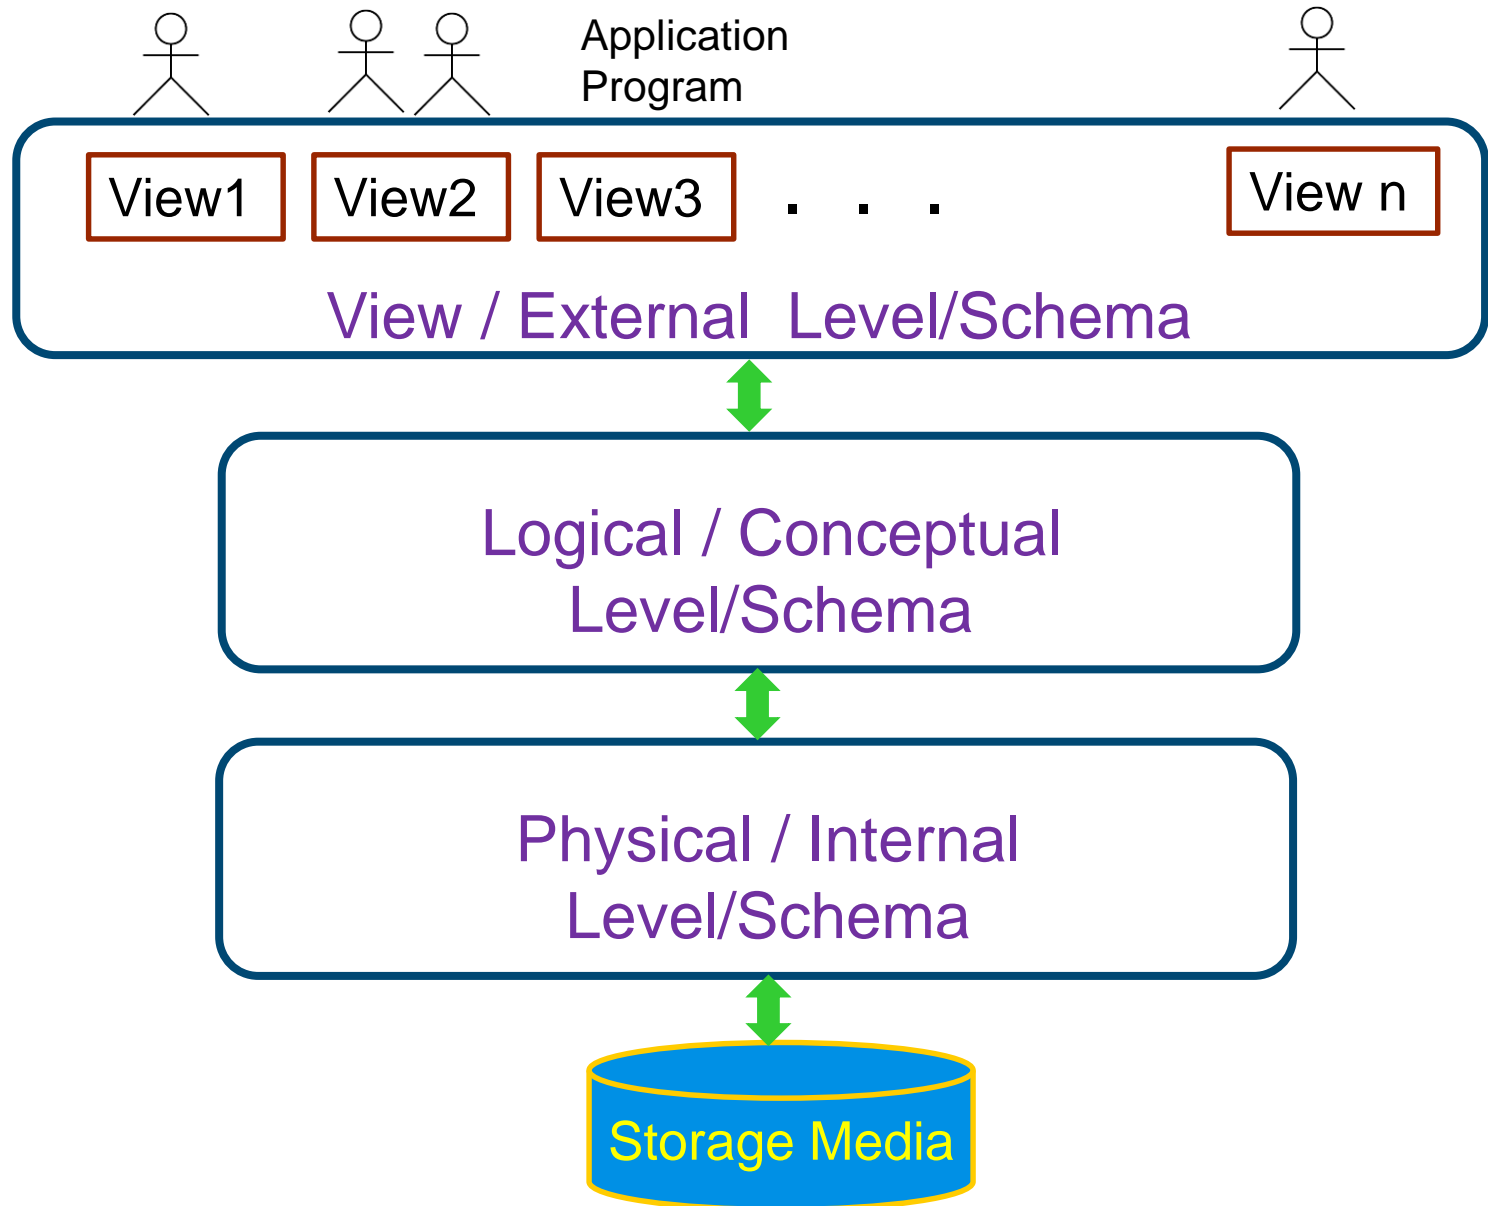 Application
Program
View1 View2 View3 . . . View n
View / External Level/Schema
Logical / Conceptual
Level/Schema
Physical / Internal
Level/Schema
Storage Media